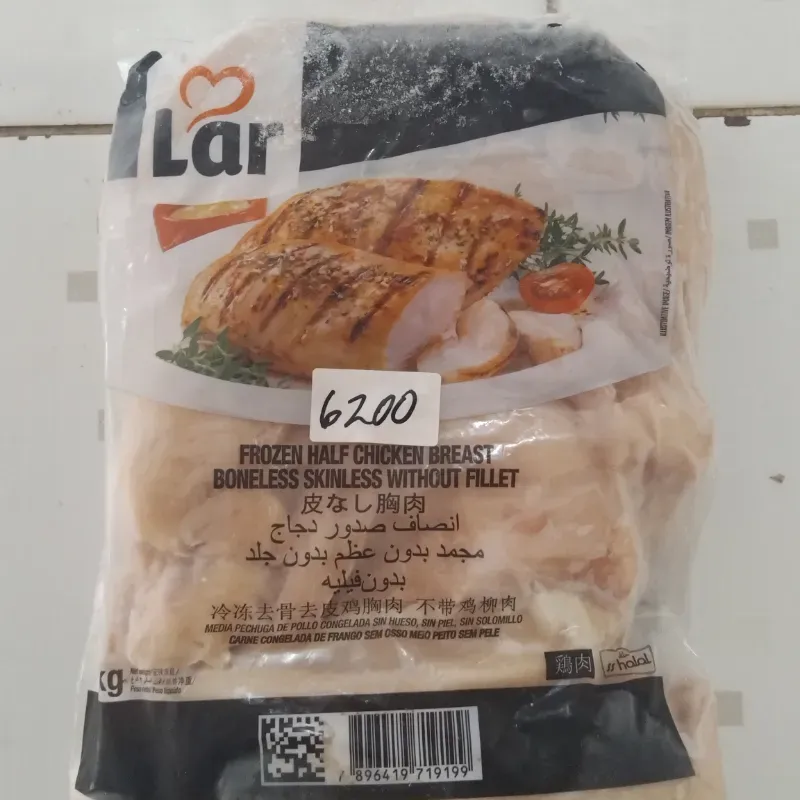 Lar
6200
FROZEN HALF CHICKEN BREAST
BONELESS SKINLESS WITHOUT FILLET
皮なし胸肉
انصاف صدور دجاج
مجمد بدون عظم بدون جلد
بدون فيليه
冷冻去骨去皮鸡胸肉 不带鸡柳肉
MEDIA PECHUGA DE POLLO CONGELADA SIN HUESO, SIN PIEL, SIN SOLOMILLO
CARNE CONGELADA DE FRANGO SEM OSSO MEIO PEITO SEM PELE
鶏肉
halal
kg
7 896419 719199